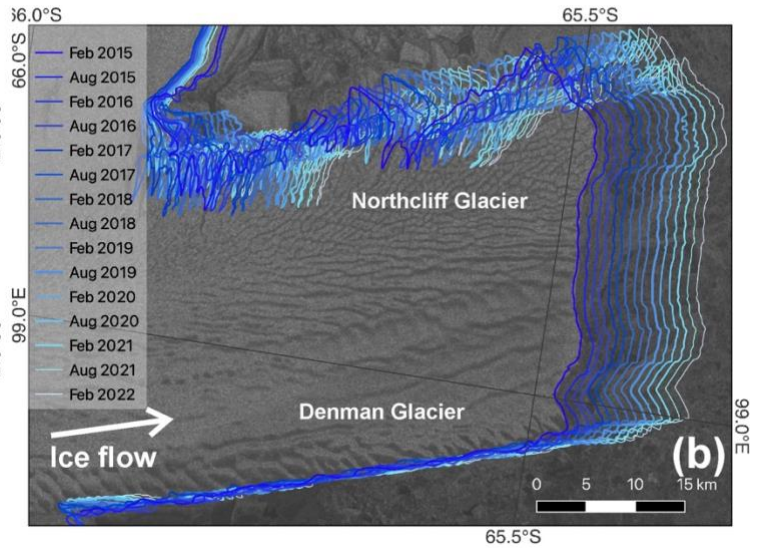 66.0°S
65.5°S
66.0°S
Feb 2015
Aug 2015
Feb 2016
Aug 2016
Feb 2017
Aug 2017
Feb 2018
Aug 2018
Feb 2019
Aug 2019
Feb 2020
Aug 2020
Feb 2021
Aug 2021
Feb 2022
Northcliff Glacier
99.0°E
Denman Glacier
99.0°E
Ice flow
(b)
0 5 10 15 km
65.5°S